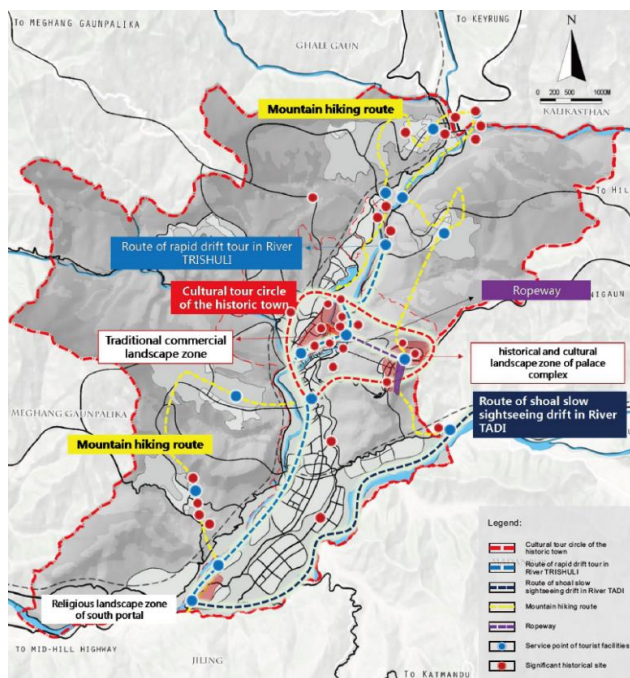 TO MEGHANG GAUNPALIKA
TO KEYRUNG
N
GHALE GAUN
0 200 500 1000M
KALIKASTHAN
Mountain hiking route
TO HIL
Route of rapid drift tour in River
TRISHULI
Cultural tour circle
of the historic town
Ropeway
NIGAUN
Traditional commercial
landscape zone
historical and cultural
landscape zone of palace
complex
Route of shoal slow
sightseeing drift in River
TADI
MEGHANG GAUNPALIKA
Mountain hiking route
Legend:
Cultural tour circle of the
historic town
Route of rapid drift tour in
River TRISHULI
Route of shoal slow
sightseeing drift in River TADI
Mountain hiking route
Ropeway
Service point of tourist facilities
Significant historical site
Religious landscape zone
of south portal
TO MID-HILL HIGHWAY
JILING
TO KATMANDU